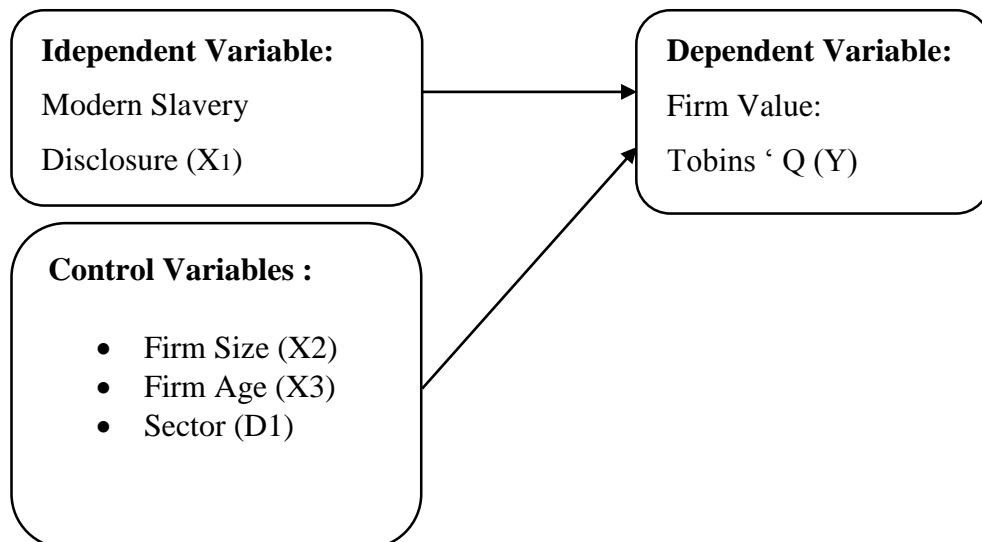 Idependent Variable:
Modern Slavery
Disclosure (X1)
Dependent Variable:
Firm Value:
Tobins ‘ Q (Y)
Control Variables :
• Firm Size (X2)
• Firm Age (X3)
• Sector (D1)